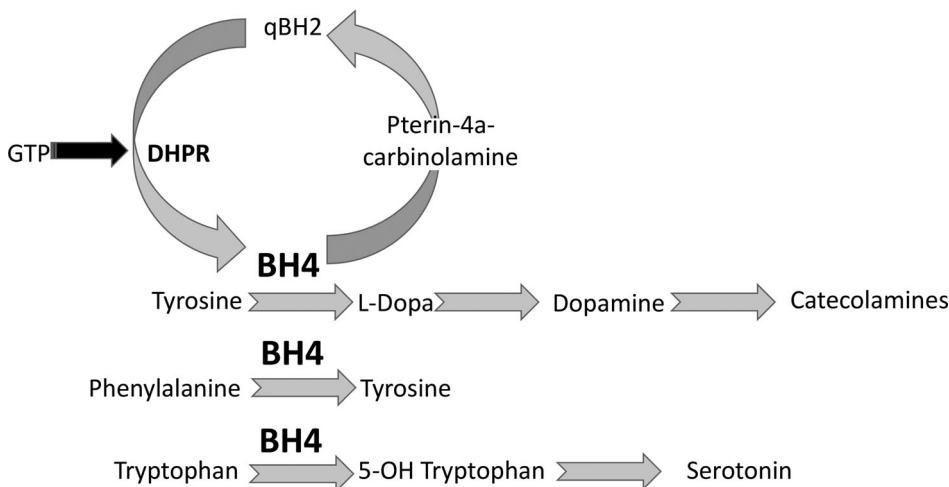 qBH2
Pterin-4a-
carbinolamine
GTP
DHPR
BH4
Tyrosine
L-Dopa
Dopamine
Catecolamines
BH4
Phenylalanine
Tyrosine
BH4
Tryptophan
5-OH Tryptophan
Serotonin